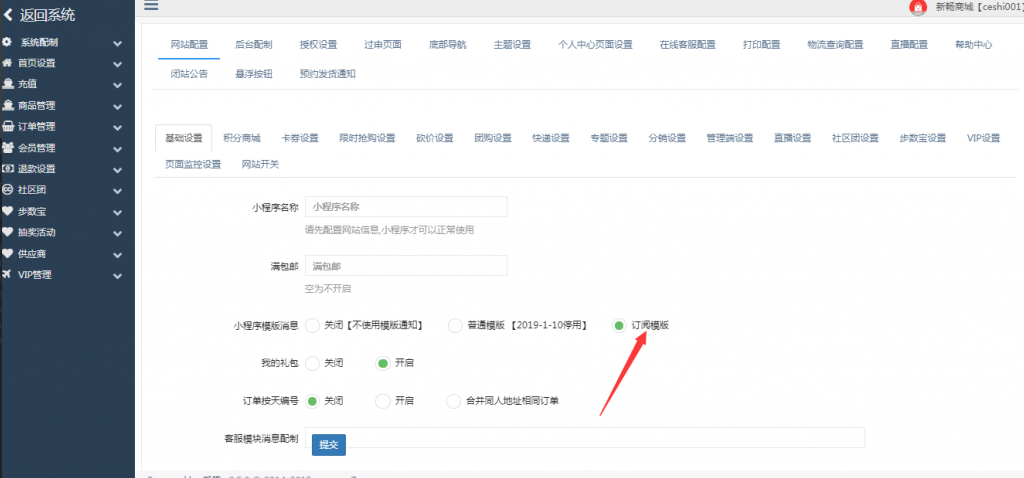 返回系统
新畅商城【ceshi001】
系统配制
首页设置
充值
商品管理
订单管理
会员管理
退款设置
社区团
步数宝
抽奖活动
供应商
VIP管理
网站配置 后台配制 授权设置 过审页面 底部导航 主题设置 个人中心页面设置 在线客服配置 打印配置 物流查询配置 直播配置 帮助中心
闭站公告 悬浮按钮 预约发货通知
基础设置 积分商城 卡券设置 限时抢购设置 砍价设置 团购设置 快递设置 专题设置 分销设置 管理端设置 直播设置 社区团设置 步数宝设置 VIP设置
页面监控设置 网站开关
小程序名称 小程序名称
请先配置网站信息,小程序才可以正常使用
满包邮 满包邮
空为不开启
小程序模版消息 关闭【不使用模版通知】 普通模版 【2019-1-10停用】 订阅模版
我的礼包 关闭 开启
订单按天编号 关闭 开启 合并同人地址相同订单
客服模块消息配制
提交